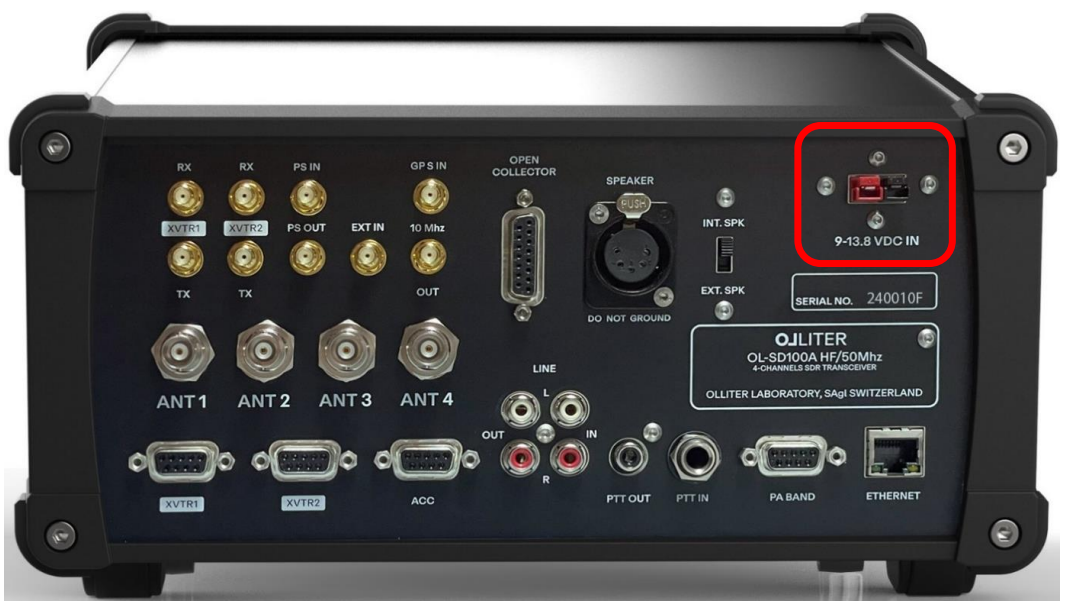 RX
RX
PS IN
GPS IN
OPEN
COLLECTOR
SPEAKER
PUSH
XVTR1
XVTR2
PS OUT
EXT IN
10 Mhz
INT. SPK
9-13.8 VDC IN
TX
TX
OUT
EXT. SPK
SERIAL NO. 240010F
DO NOT GROUND
OLLITER
OL-SD100A HF/50Mhz
4-CHANNELS SDR TRANSCEIVER
OLLITER LABORATORY, SAgl SWITZERLAND
ANT 1
ANT 2
ANT 3
ANT 4
LINE
L
OUT
IN
R
XVTR1
XVTR2
ACC
PTT OUT
PTT IN
PA BAND
ETHERNET